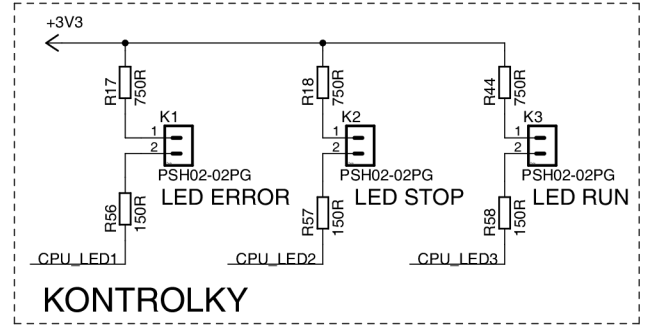 +3V3
R17 750R
R18 750R
R44 750R
K1
K2
K3
1
2
1
2
1
2
PSH02-02PG
PSH02-02PG
PSH02-02PG
LED ERROR
LED STOP
LED RUN
R56 150R
R57 150R
R58 150R
CPU_LED1
CPU_LED2
CPU_LED3
KONTROLKY